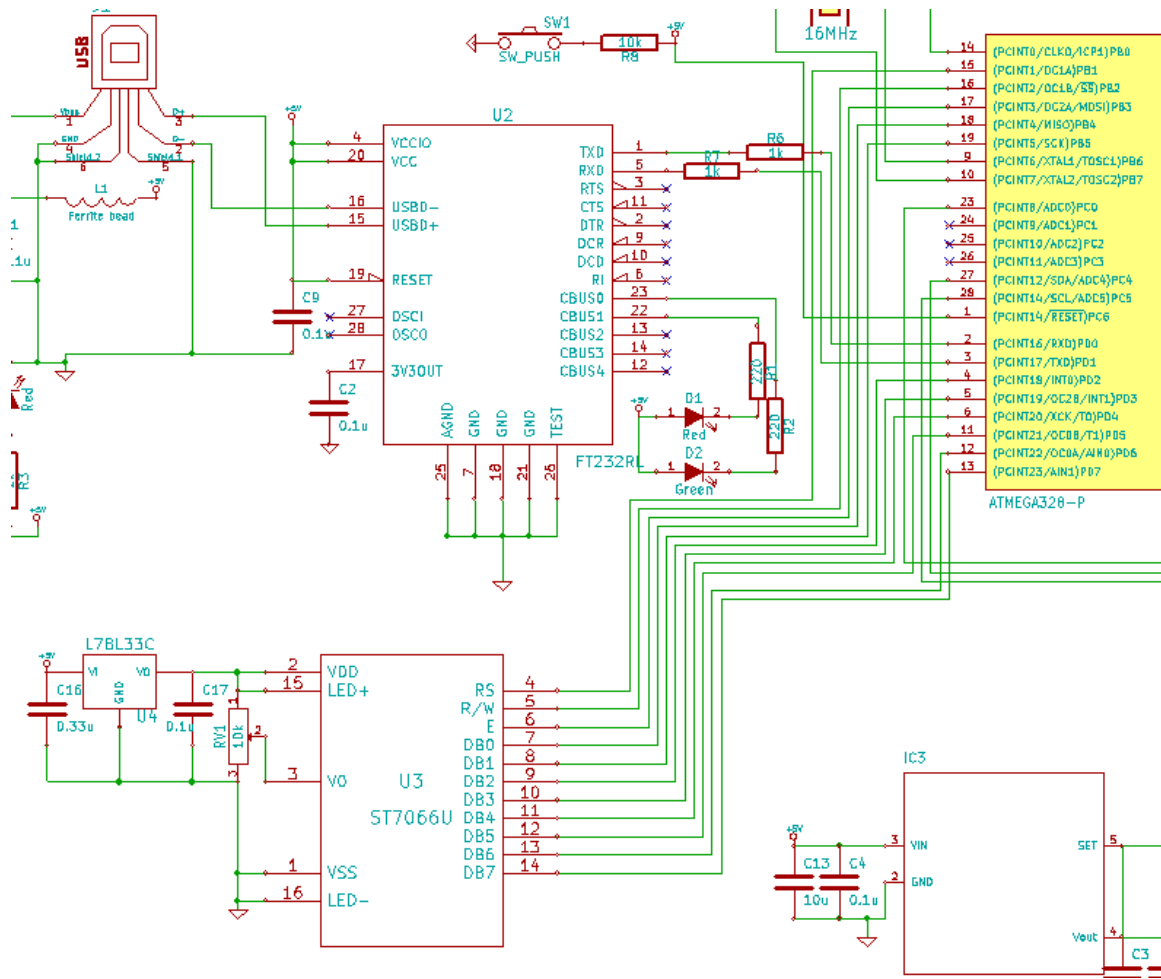 USB
Vbus
1
D+
3
GND
4
D-
2
Shield2
6
Shield1
5
L1
+5V
Ferrite bead
+5V
SW1
SW_PUSH
10k
R8
+5V
16MHz
U2
4 VCCIO
20 VCC
16 USBD-
15 USBD+
19 RESET
27 OSCI
28 OSCO
17 3V3OUT
TXD 1
RXD 5
RTS 3
CTS 11
DTR 2
DCR 9
DCD 10
RI 6
CBUS0 23
CBUS1 22
CBUS2 13
CBUS3 14
CBUS4 12
AGND GND GND GND TEST
25 7 18 21 26
FT232RL
C9
0.1u
C2
0.1u
R6
1k
R7
1k
220
R1
220
R2
+5V
1 D1 2
Red
1 D2 2
Green
Red
R3
+5V
14 (PCINT0/CLKO/ICP1)PB0
15 (PCINT1/OC1A)PB1
16 (PCINT2/OC1B/SS)PB2
17 (PCINT3/OC2A/MOSI)PB3
18 (PCINT4/MISO)PB4
19 (PCINT5/SCK)PB5
9 (PCINT6/XTAL1/TOSC1)PB6
10 (PCINT7/XTAL2/TOSC2)PB7
23 (PCINT8/ADC0)PC0
24 (PCINT9/ADC1)PC1
25 (PCINT10/ADC2)PC2
26 (PCINT11/ADC3)PC3
27 (PCINT12/SDA/ADC4)PC4
28 (PCINT14/SCL/ADC5)PC5
1 (PCINT14/RESET)PC6
2 (PCINT16/RXD)PD0
3 (PCINT17/TXD)PD1
4 (PCINT18/INT0)PD2
5 (PCINT19/OC2B/INT1)PD3
6 (PCINT20/XCK/T0)PD4
11 (PCINT21/OC0B/T1)PD5
12 (PCINT22/OC0A/AIN0)PD6
13 (PCINT23/AIN1)PD7
ATMEGA328-P
L7BL33C
+5V
VI VO
GND
U4
C16
0.33u
C17
0.1u
1
RV1
10k
2
3
2 VDD
15 LED+
3 VO
1 VSS
16 LED-
U3
ST7066U
RS 4
R/W 5
E 6
DB0 7
DB1 8
DB2 9
DB3 10
DB4 11
DB5 12
DB6 13
DB7 14
IC3
+5V
C13
10u
C4
0.1u
3 VIN
2 GND
SET 5
Vout 4
C3